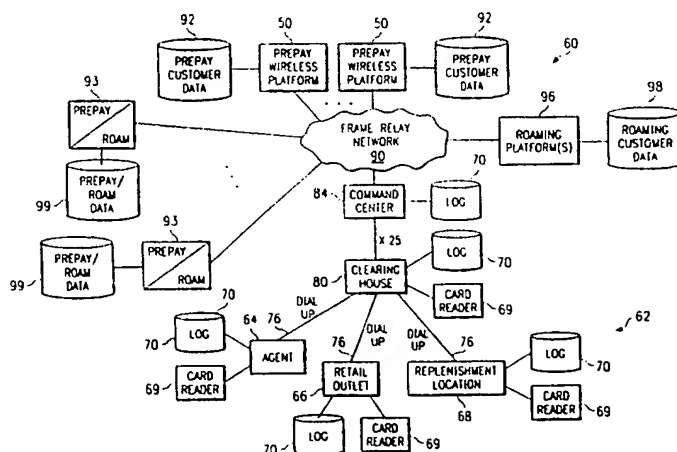 92
50
50
92
PREPAY
CUSTOMER
DATA
PREPAY
WIRELESS
PLATFORM
PREPAY
WIRELESS
PLATFORM
PREPAY
CUSTOMER
DATA
60
93
PREPAY
ROAM
FRAME RELAY
NETWORK
90
96
ROAMING
PLATFORM(S)
98
ROAMING
CUSTOMER
DATA
99
PREPAY/
ROAM
DATA
84
COMMAND
CENTER
70
LOG
93
PREPAY
ROAM
99
PREPAY/
ROAM DATA
X 25
80
CLEARING
HOUSE
LOG
70
CARD
READER
69
62
70
LOG
70
64
AGENT
76
DIAL
UP
CARD
READER
69
76
DIAL
UP
RETAIL
OUTLET
66
DIAL
UP
76
REPLENISHMENT
LOCATION
68
LOG
70
CARD
READER
69
LOG
70
CARD
READER
69